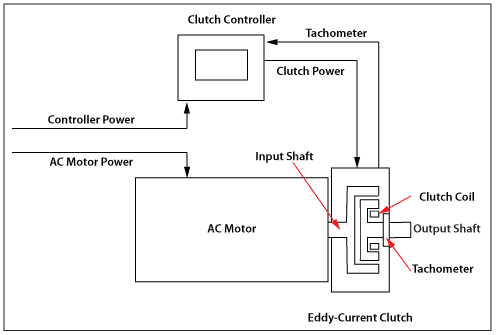 Clutch Controller
Tachometer
Clutch Power
Controller Power
AC Motor Power
Input Shaft
Clutch Coil
AC Motor
Output Shaft
Tachometer
Eddy-Current Clutch